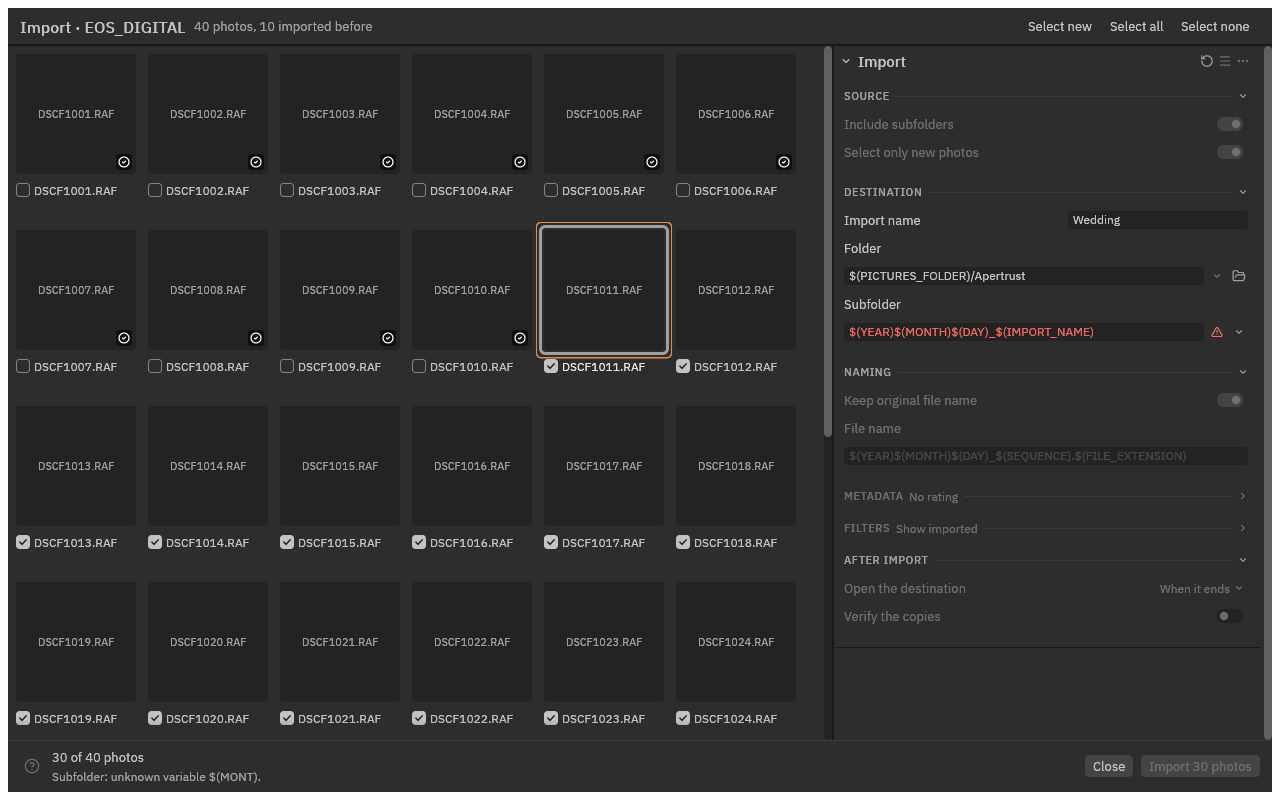 Import · EOS_DIGITAL 40 photos, 10 imported before Select new Select all Select none
DSCF1001.RAF DSCF1002.RAF DSCF1003.RAF DSCF1004.RAF DSCF1005.RAF DSCF1006.RAF
DSCF1001.RAF DSCF1002.RAF DSCF1003.RAF DSCF1004.RAF DSCF1005.RAF DSCF1006.RAF
DSCF1007.RAF DSCF1008.RAF DSCF1009.RAF DSCF1010.RAF DSCF1011.RAF DSCF1012.RAF
DSCF1007.RAF DSCF1008.RAF DSCF1009.RAF DSCF1010.RAF DSCF1011.RAF DSCF1012.RAF
DSCF1013.RAF DSCF1014.RAF DSCF1015.RAF DSCF1016.RAF DSCF1017.RAF DSCF1018.RAF
DSCF1013.RAF DSCF1014.RAF DSCF1015.RAF DSCF1016.RAF DSCF1017.RAF DSCF1018.RAF
DSCF1019.RAF DSCF1020.RAF DSCF1021.RAF DSCF1022.RAF DSCF1023.RAF DSCF1024.RAF
DSCF1019.RAF DSCF1020.RAF DSCF1021.RAF DSCF1022.RAF DSCF1023.RAF DSCF1024.RAF
Import
SOURCE
Include subfolders
Select only new photos
DESTINATION
Import name Wedding
Folder
$(PICTURES_FOLDER)/Apertrust
Subfolder
$(YEAR)$(MONTH)$(DAY)_$(IMPORT_NAME)
NAMING
Keep original file name
File name
$(YEAR)$(MONTH)$(DAY)_$(SEQUENCE).$(FILE_EXTENSION)
METADATA No rating
FILTERS Show imported
AFTER IMPORT
Open the destination When it ends
Verify the copies
30 of 40 photos
Subfolder: unknown variable $(MONT).
Close Import 30 photos